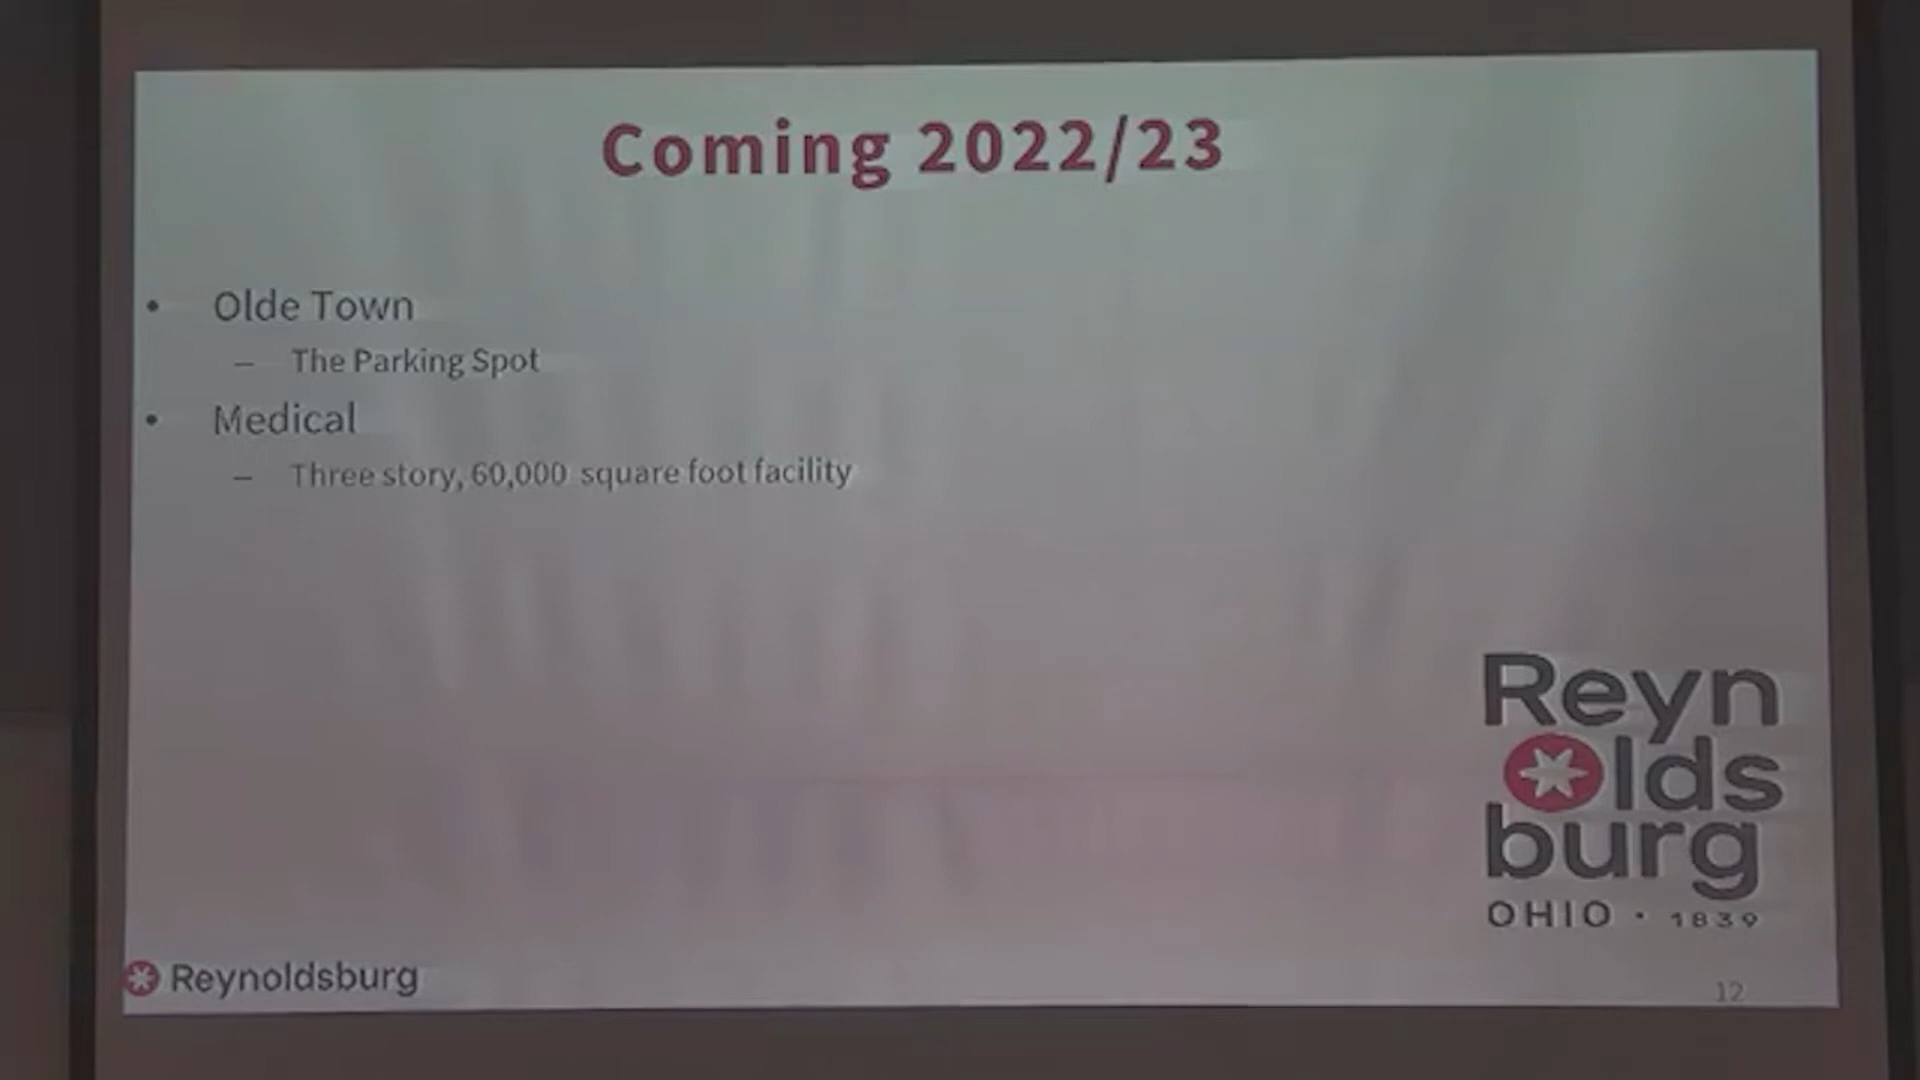 Coming 2022/23
• Olde Town
– The Parking Spot
• Medical
– Three story, 60,000 square foot facility
Reyn
olds
burg
OHIO • 1839
Reynoldsburg
12